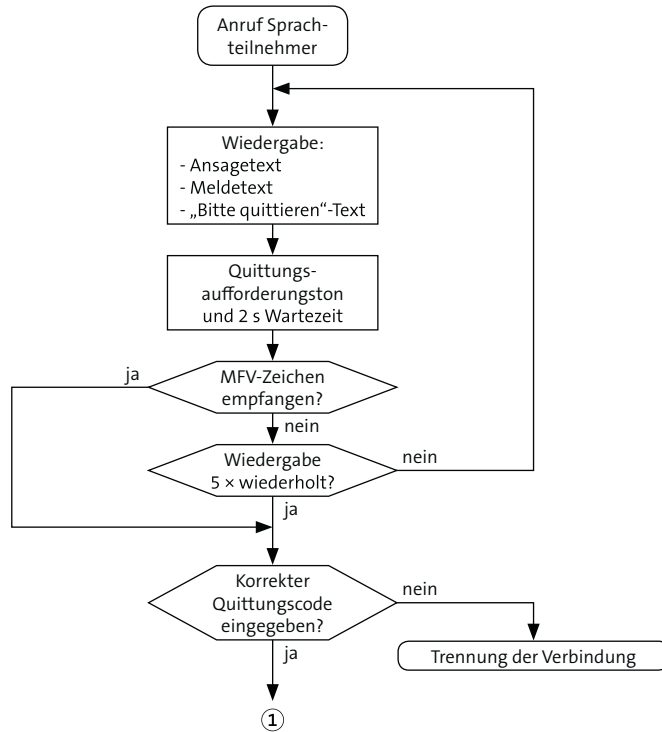 Anruf Sprach-
teilnehmer
Wiedergabe:
- Ansagetext
- Meldetext
- „Bitte quittieren“-Text
Quittungs-
aufforderungston
und 2 s Wartezeit
ja
MFV-Zeichen
empfangen?
nein
Wiedergabe
5 × wiederholt?
nein
ja
Korrekter
Quittungscode
eingegeben?
nein
ja
Trennung der Verbindung
1